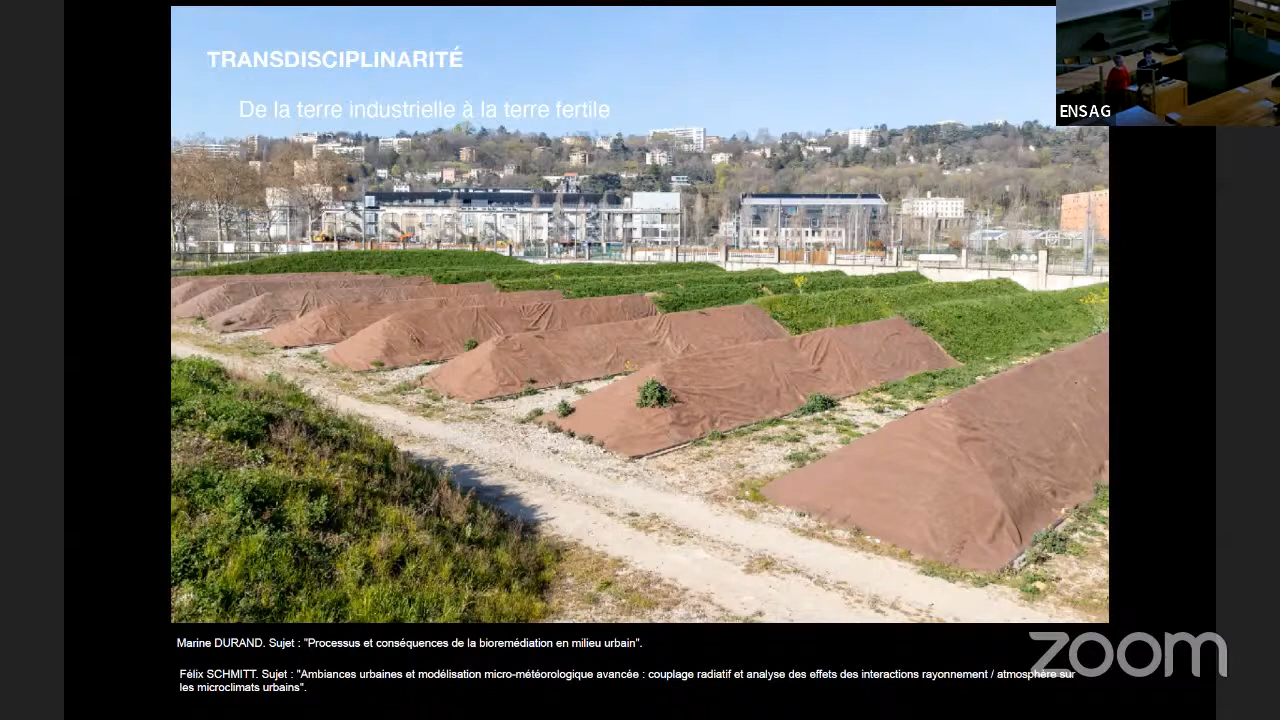 TRANSDISCIPLINARITÉ
De la terre industrielle à la terre fertile
ENSAG
Marine DURAND. Sujet : "Processus et conséquences de la bioremédiation en milieu urbain".
Félix SCHMITT. Sujet : "Ambiances urbaines et modélisation micro-météorologique avancée : couplage radiatif et analyse des effets des interactions rayonnement / atmosphère sur
les microclimats urbains".
zoom